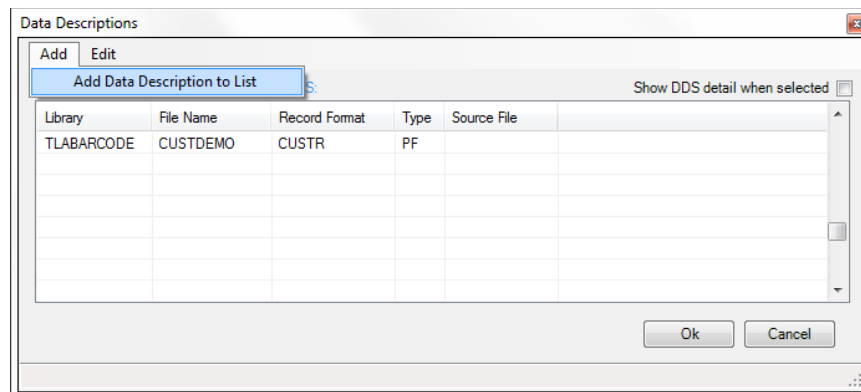 Data Descriptions
Add Edit
Add Data Description to List
Show DDS detail when selected
Library File Name Record Format Type Source File
TLABARCODE CUSTDEMO CUSTR PF
Ok Cancel